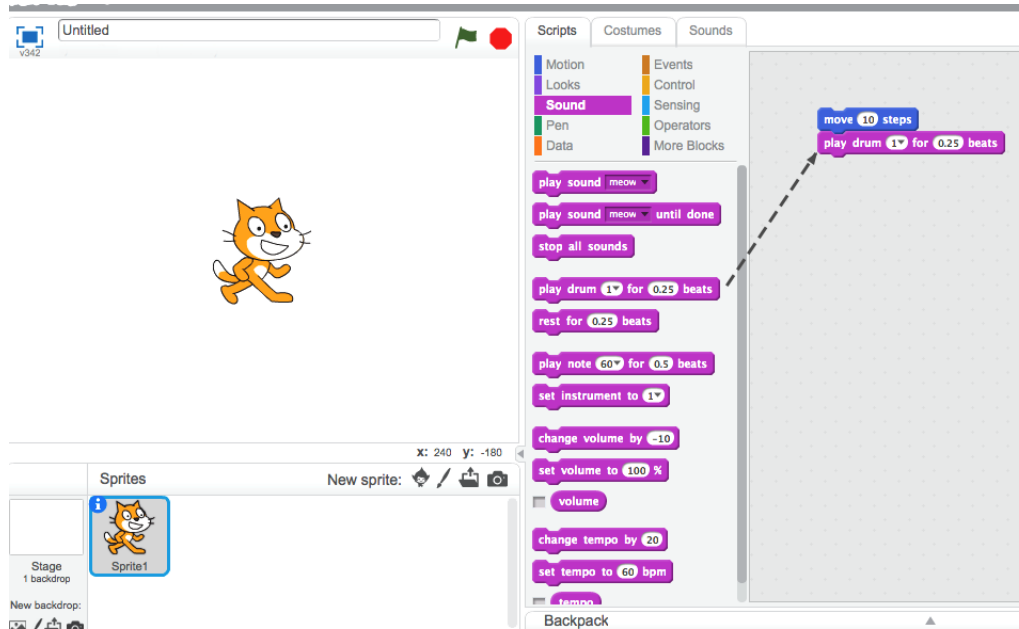 Untitled
v342
Scripts Costumes Sounds
Motion Events
Looks Control
Sound Sensing
Pen Operators
Data More Blocks
play sound meow
play sound meow until done
stop all sounds
play drum 1 for 0.25 beats
rest for 0.25 beats
play note 60 for 0.5 beats
set instrument to 1
change volume by -10
set volume to 100 %
volume
change tempo by 20
set tempo to 60 bpm
tempo
move 10 steps
play drum 1 for 0.25 beats
x: 240 y: -180
Sprites New sprite:
Stage
1 backdrop
New backdrop:
i
Sprite1
Backpack